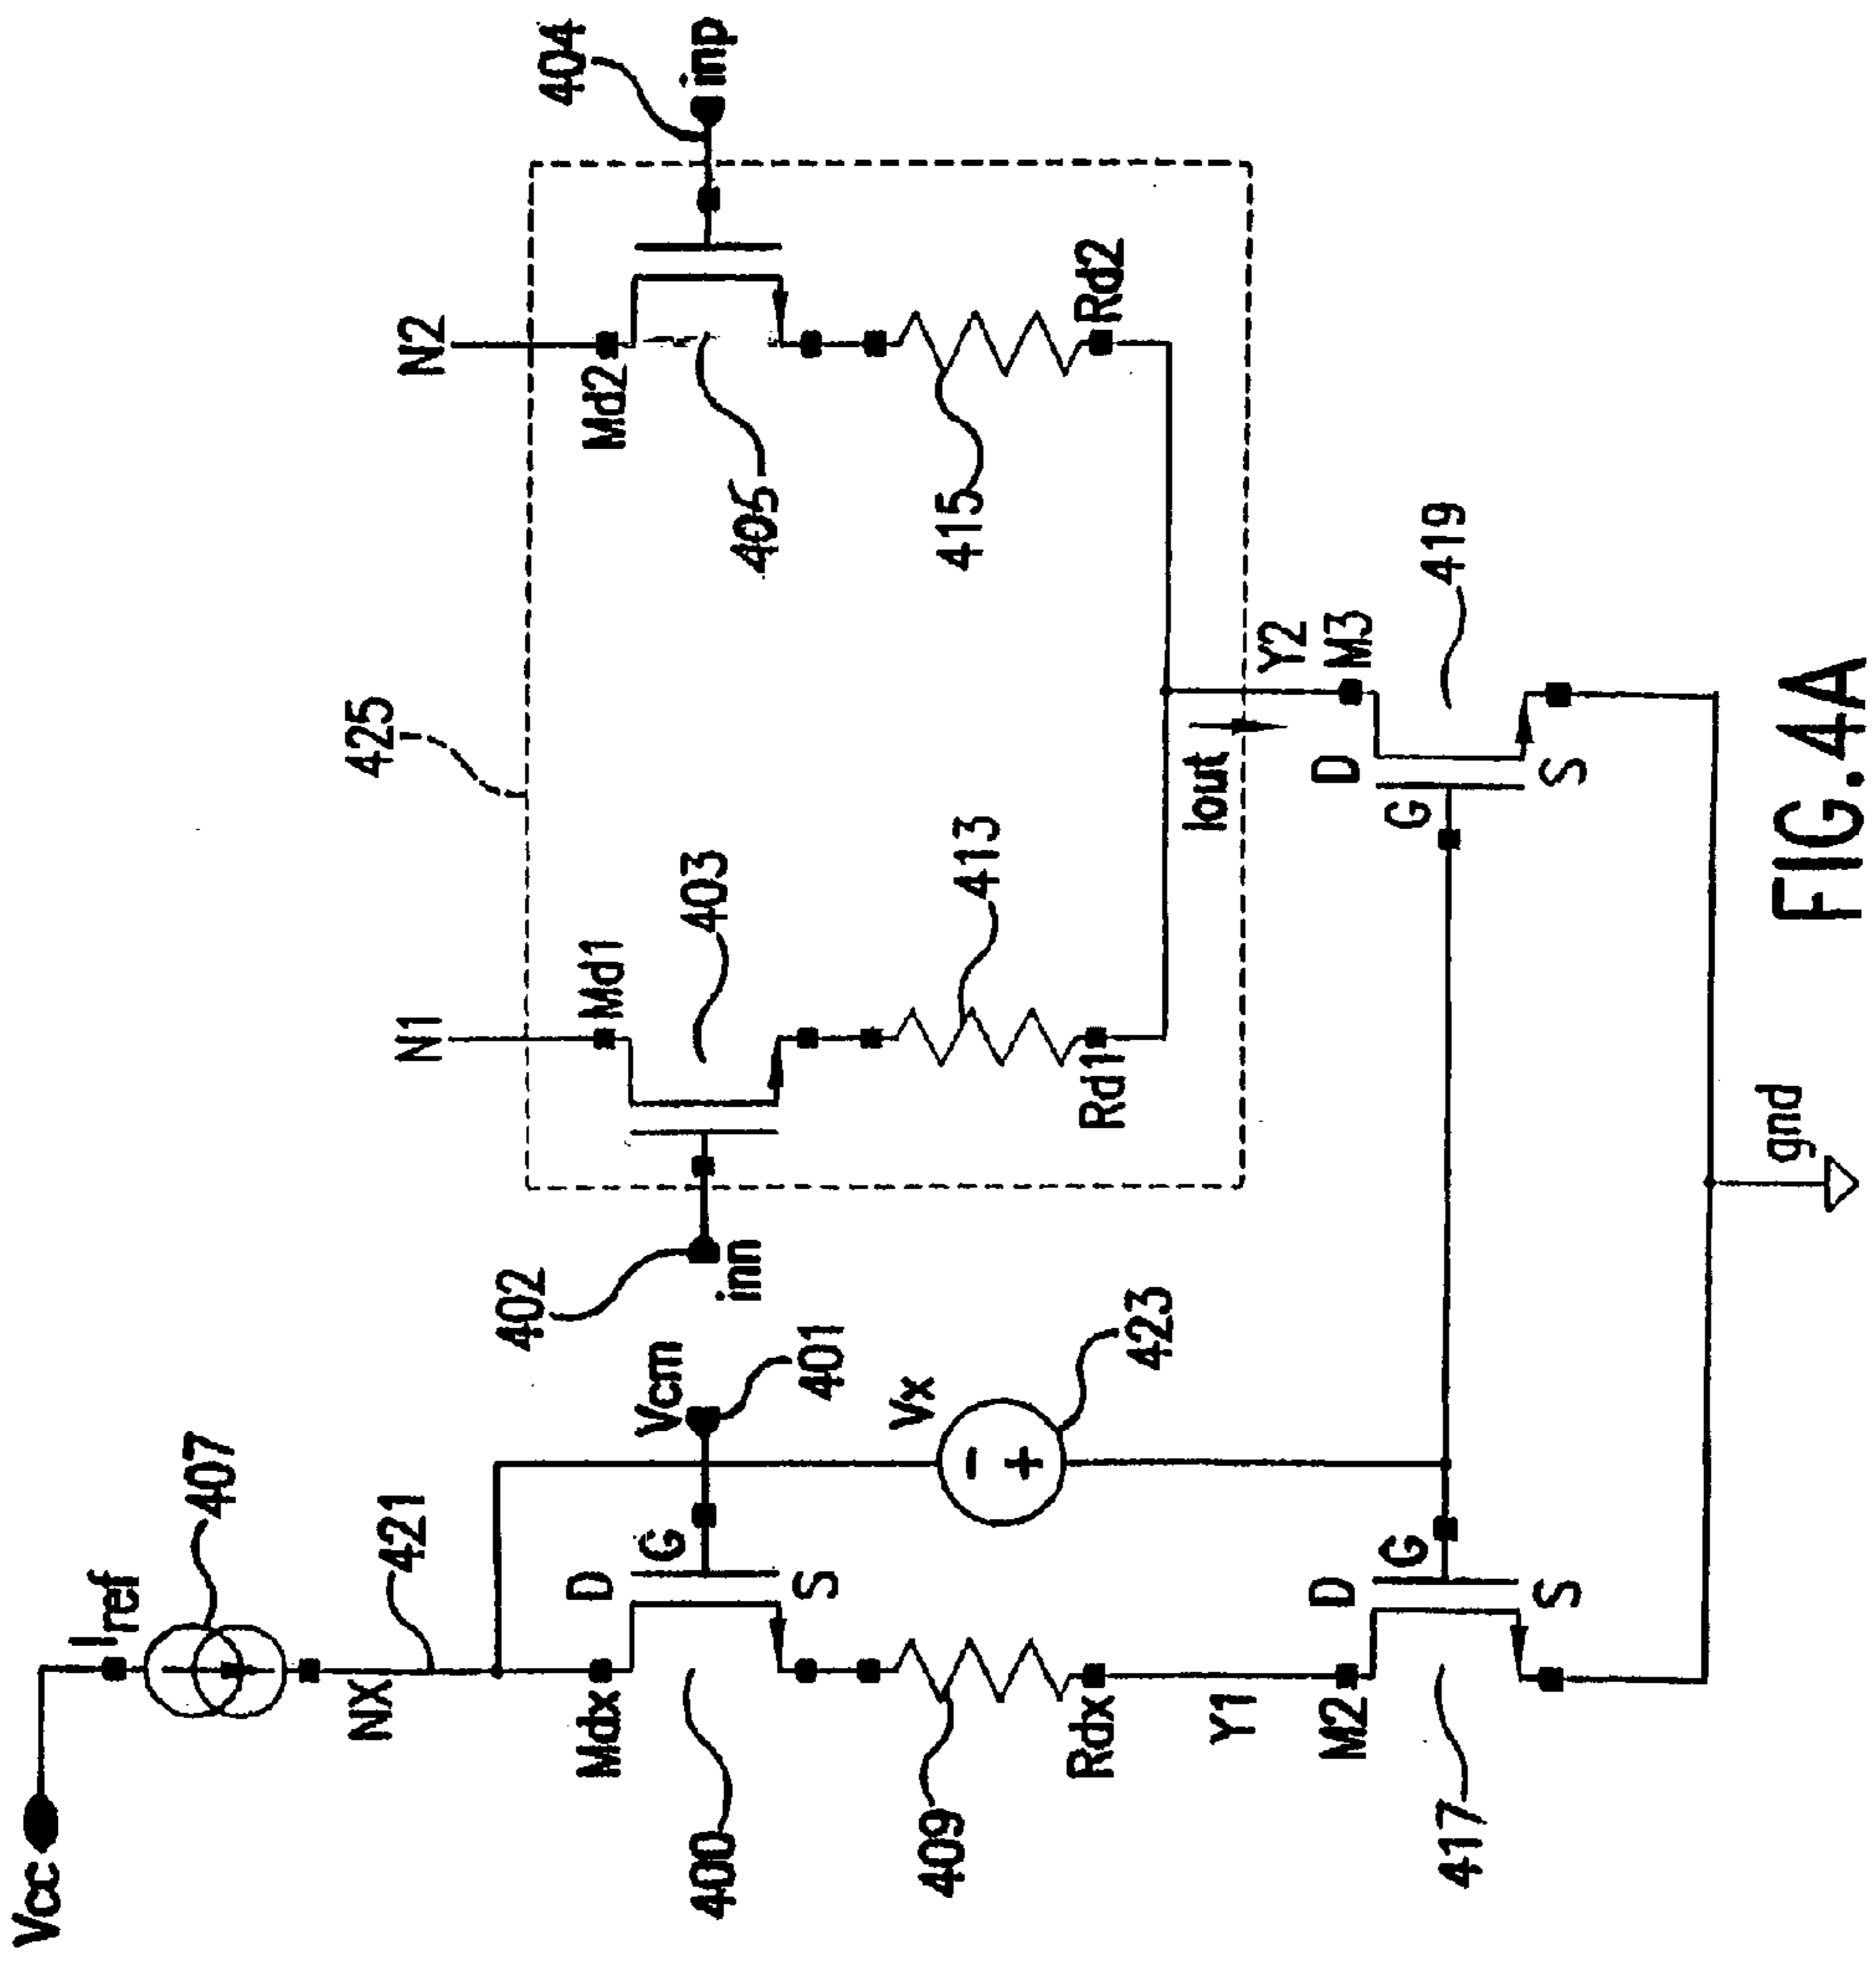 Vcc
Iref
407
NX
421
425
N1
N2
402
inn
404
inp
Mdx
D
G
Vcm
Md1
Md2
400
S
401
403
405
409
Vx
− +
413
415
Rdx
423
Rd1
Rd2
Y1
Iout
Y2
M2
D
G
D
G
M3
417
S
S
419
gnd
FIG. 4A